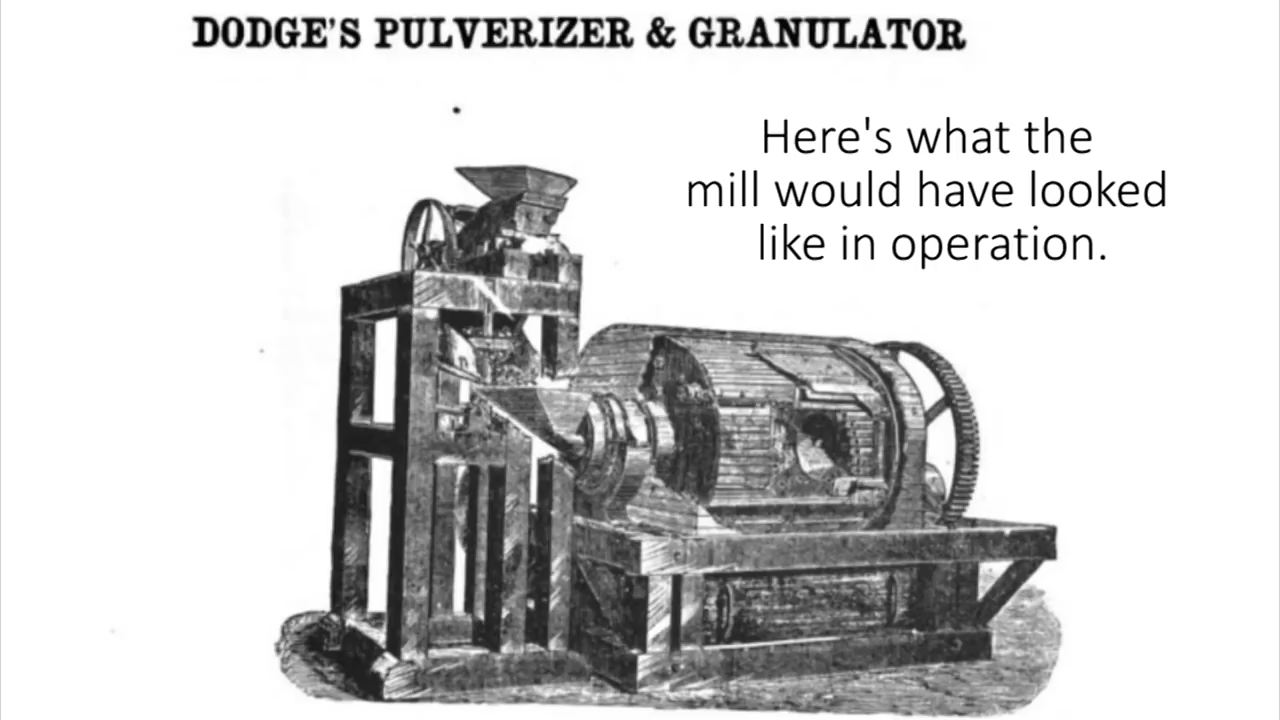 DODGE'S PULVERIZER & GRANULATOR
Here's what the
mill would have looked
like in operation.